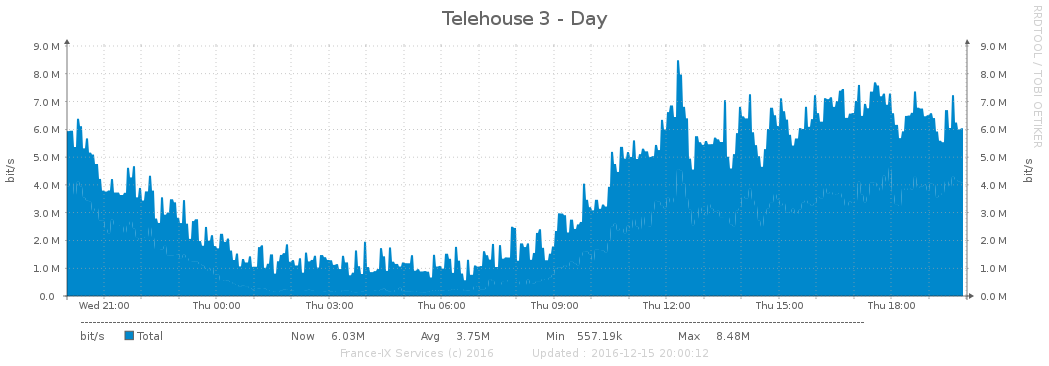 Telehouse 3 - Day
RRDTOOL / TOBI OETIKER
9.0 M 9.0 M
8.0 M 8.0 M
7.0 M 7.0 M
6.0 M 6.0 M
5.0 M 5.0 M
4.0 M 4.0 M
3.0 M 3.0 M
2.0 M 2.0 M
1.0 M 1.0 M
0.0 0.0 M
bit/s
bit/s
Wed 21:00 Thu 00:00 Thu 03:00 Thu 06:00 Thu 09:00 Thu 12:00 Thu 15:00 Thu 18:00
bit/s Total Now 6.03M Avg 3.75M Min 557.19k Max 8.48M
France-IX Services (c) 2016 Updated : 2016-12-15 20:00:12